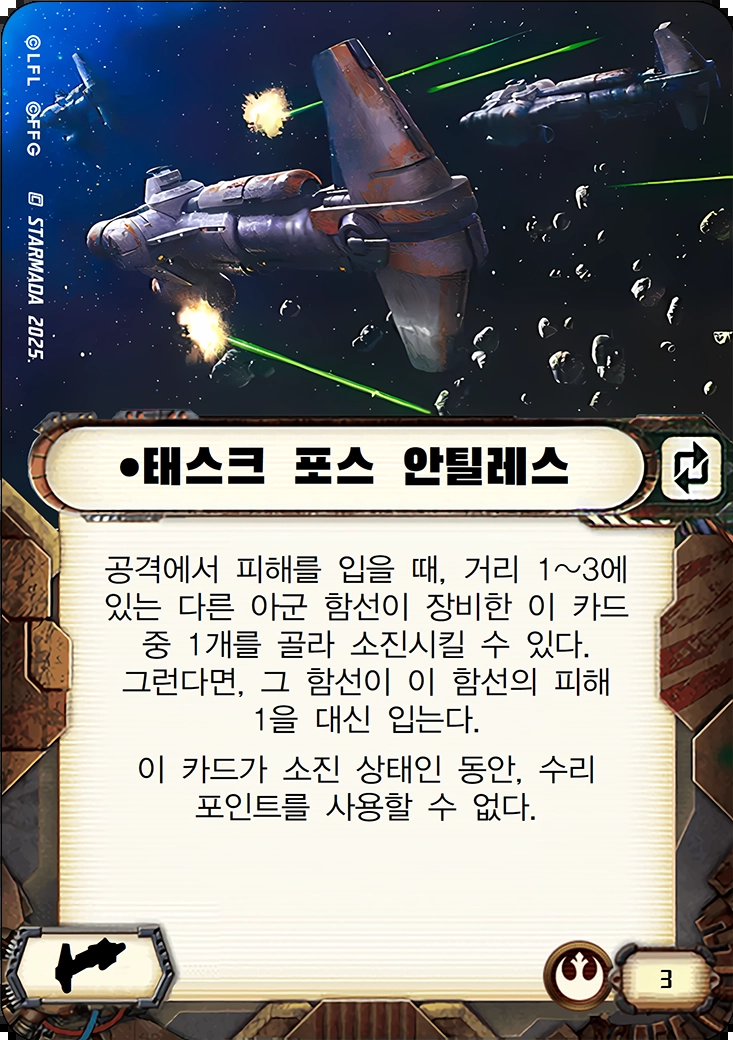 ©LFL ©FFG
STARMADA 2025.
•태스크 포스 안틸레스
공격에서 피해를 입을 때, 거리 1~3에
있는 다른 아군 함선이 장비한 이 카드
중 1개를 골라 소진시킬 수 있다.
그런다면, 그 함선이 이 함선의 피해
1을 대신 입는다.
이 카드가 소진 상태인 동안, 수리
포인트를 사용할 수 없다.
3